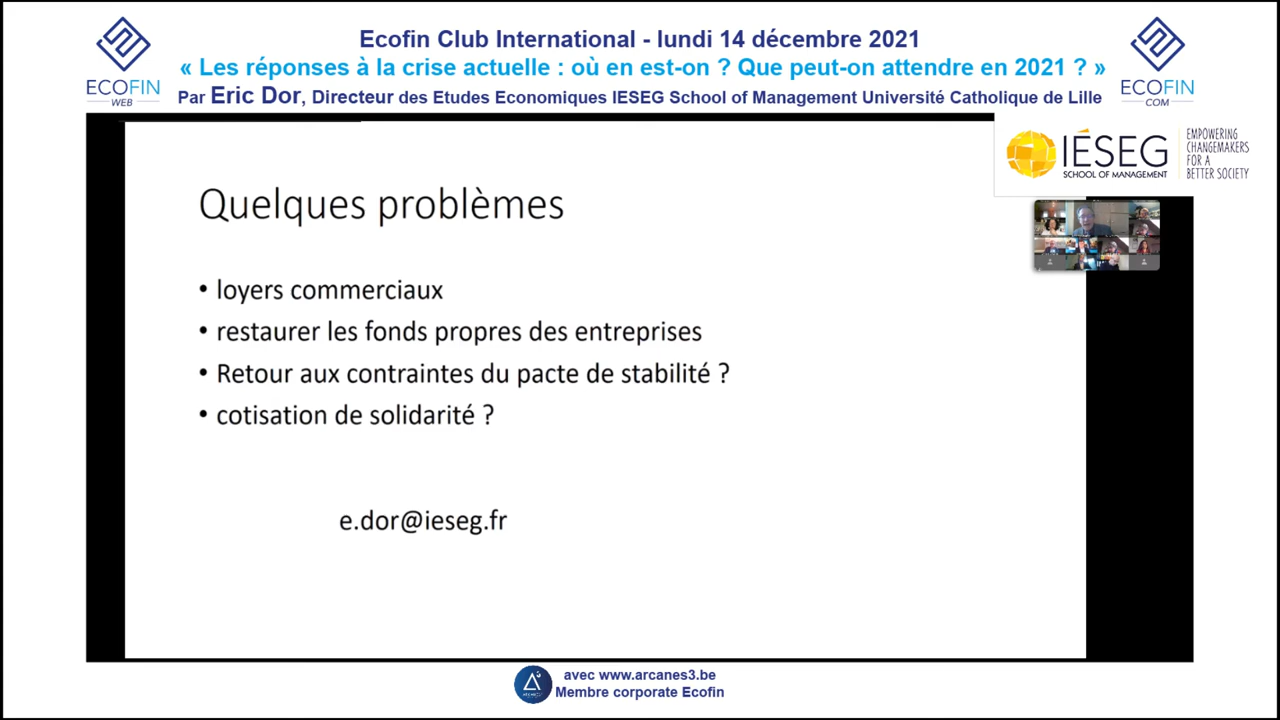 Ecofin Club International - lundi 14 décembre 2021
« Les réponses à la crise actuelle : où en est-on ? Que peut-on attendre en 2021 ? »
Par Eric Dor, Directeur des Etudes Economiques IESEG School of Management Université Catholique de Lille
ECOFIN
WEB
ECOFIN
COM
IÉSEG
SCHOOL OF MANAGEMENT
EMPOWERING
CHANGEMAKERS
FOR A
BETTER SOCIETY
Quelques problèmes
• loyers commerciaux
• restaurer les fonds propres des entreprises
• Retour aux contraintes du pacte de stabilité ?
• cotisation de solidarité ?
e.dor@ieseg.fr
avec www.arcanes3.be
Membre corporate Ecofin